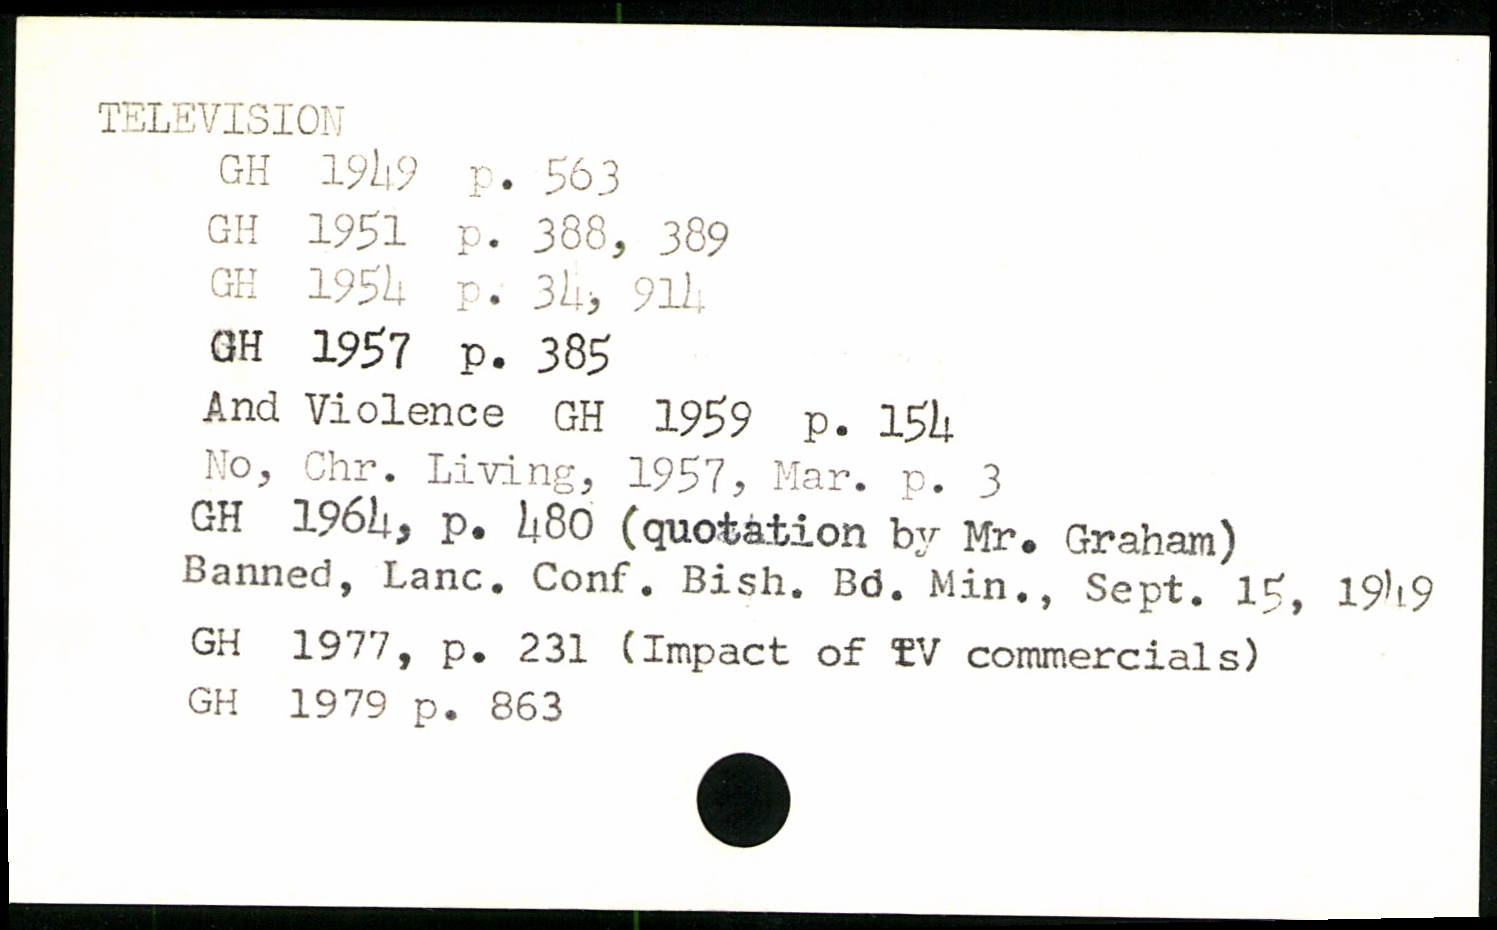 TELEVISION
GH 1949 p. 563
GH 1951 p. 388, 389
GH 1954 p. 34, 914
GH 1957 p. 385
And Violence GH 1959 p. 154
No, Chr. Living, 1957, Mar. p. 3
GH 1964, p. 480 (quotation by Mr. Graham)
Banned, Lanc. Conf. Bish. Bd. Min., Sept. 15, 1949
GH 1977, p. 231 (Impact of TV commercials)
GH 1979 p. 863